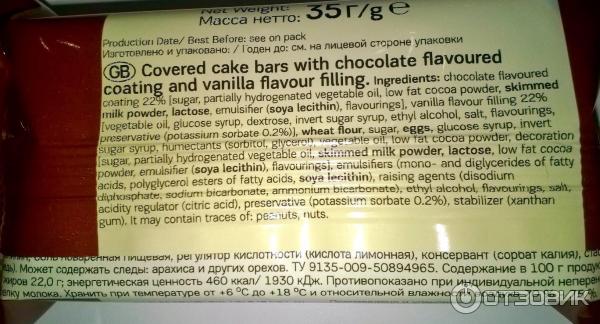 Net Weight:
Масса нетто: 35г/g e
Production Date/ Best Before: see on pack
Изготовлено и упаковано: / Годен до: см. на лицевой стороне упаковки
GB Covered cake bars with chocolate flavoured
coating and vanilla flavour filling. Ingredients: chocolate flavoured
coating 22% [sugar, partially hydrogenated vegetable oil, low fat cocoa powder, skimmed
milk powder, lactose, emulsifier (soya lecithin), flavourings], vanilla flavour filling 22%
[vegetable oil, glucose syrup, dextrose, invert sugar syrup, ethyl alcohol, salt, flavourings,
preservative (potassium sorbate 0.2%)], wheat flour, sugar, eggs, glucose syrup, invert
sugar syrup, humectants (sorbitol, glycerol), vegetable oil, low fat cocoa powder, decoration
[sugar, partially hydrogenated vegetable oil, skimmed milk powder, lactose, low fat cocoa
powder, emulsifier (soya lecithin), flavourings], emulsifiers (mono- and diglycerides of fatty
acids, polyglycerol esters of fatty acids), raising agents (disodium
diphosphate, sodium bicarbonate, ammonium bicarbonate), ethyl alcohol, flavourings, salt,
acidity regulator (citric acid), preservative (potassium sorbate 0.2%), stabilizer (xanthan
gum). It may contain traces of: peanuts, nuts.
соль поваренная пищевая, регулятор кислотности (кислота лимонная), консервант (сорбат калия),
Может содержать следы: арахиса и других орехов. ТУ 9135-009-50894965. Содержание в 100 г проду
жиров 22,0 г; энергетическая ценность 460 ккал/ 1930 кДж. Противопоказано при индивидуальной неперен
елку молока. Хранить при температуре от +6 °C до +18 °C и относительной влажности
ОТЗОВИК